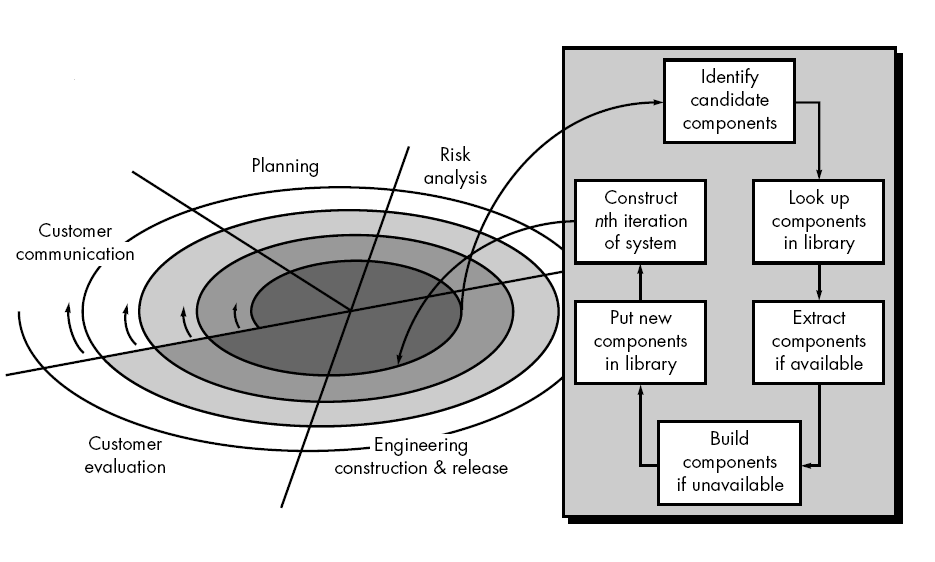 Planning
Risk
analysis
Customer
communication
Customer
evaluation
Engineering
construction & release
Identify
candidate
components
Look up
components
in library
Extract
components
if available
Build
components
if unavailable
Put new
components
in library
Construct
nth iteration
of system